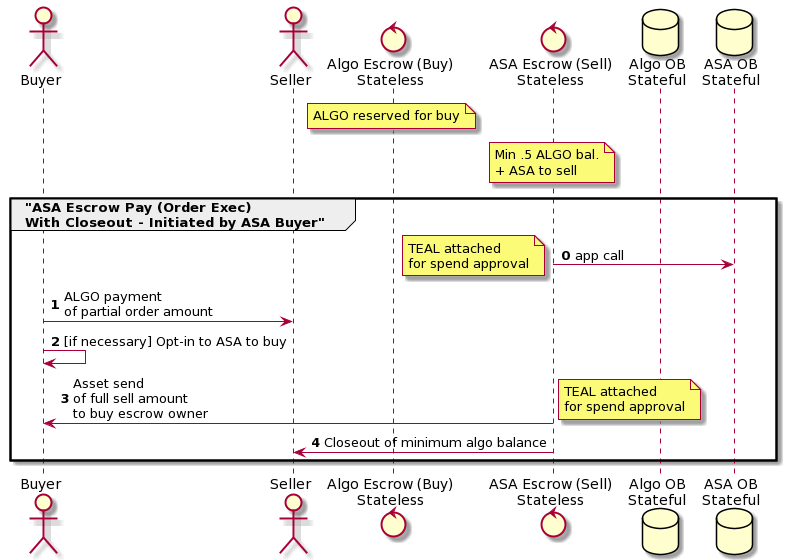 Buyer
Seller
Algo Escrow (Buy)
Stateless
ASA Escrow (Sell)
Stateless
Algo OB
Stateful
ASA OB
Stateful
ALGO reserved for buy
Min .5 ALGO bal.
+ ASA to sell
"ASA Escrow Pay (Order Exec)
With Closeout - Initiated by ASA Buyer"
TEAL attached
for spend approval
0 app call
1 ALGO payment
of partial order amount
2 [if necessary] Opt-in to ASA to buy
Asset send
3 of full sell amount
to buy escrow owner
TEAL attached
for spend approval
4 Closeout of minimum algo balance
Buyer
Seller
Algo Escrow (Buy)
Stateless
ASA Escrow (Sell)
Stateless
Algo OB
Stateful
ASA OB
Stateful